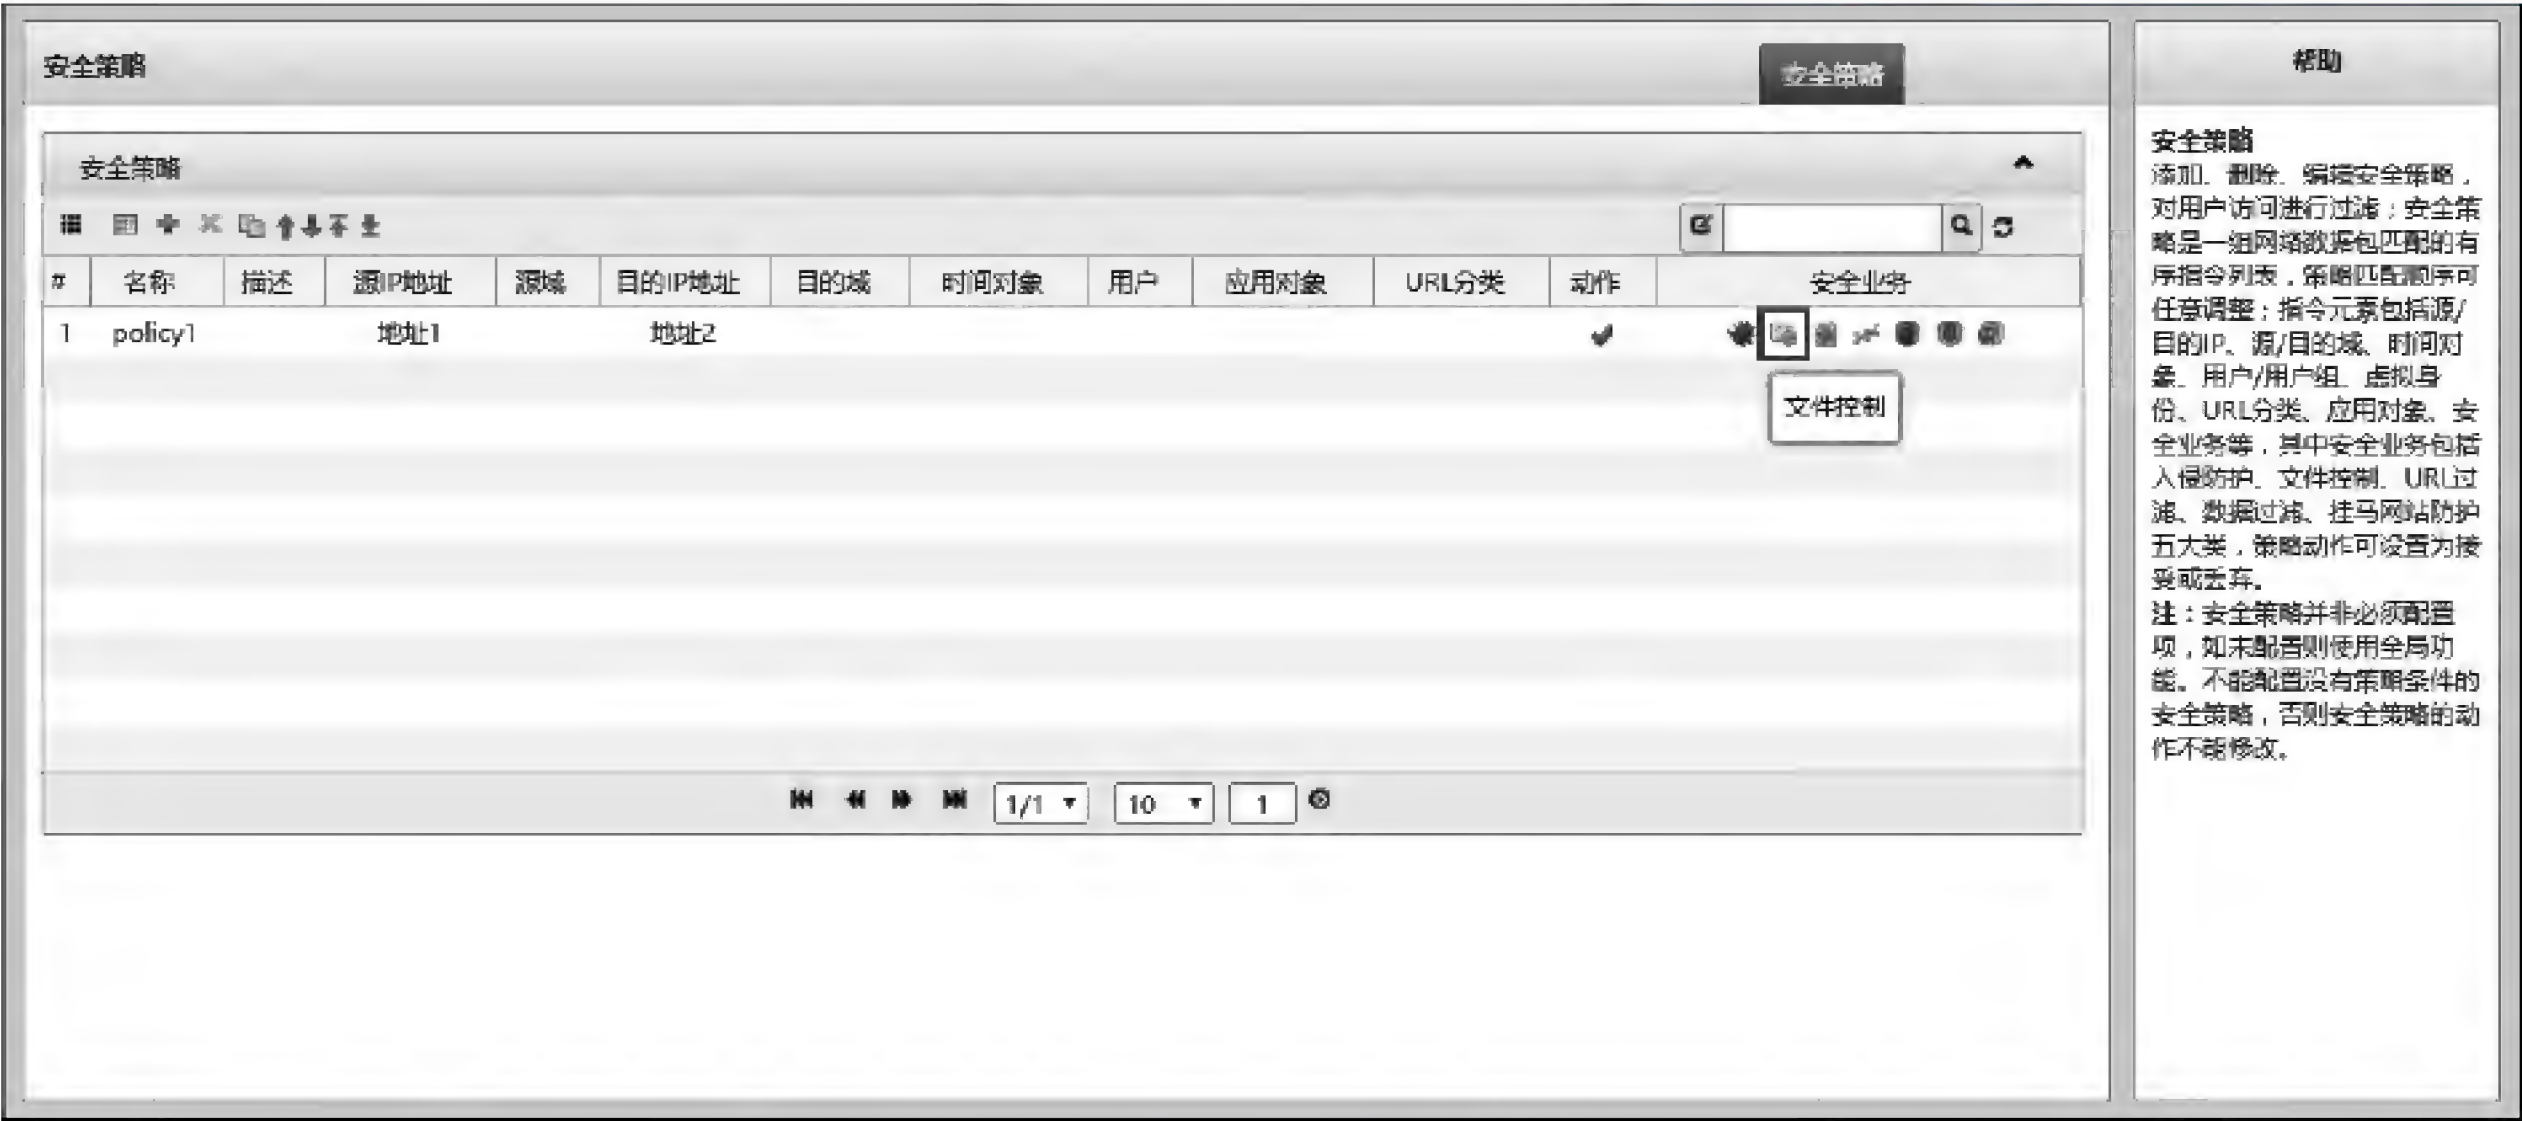 安全策略
安全策略
安全策略
# 名称 描述 源IP地址 源域 目的IP地址 目的域 时间对象 用户 应用对象 URL分类 动作 安全业务
1 policy1 地址1 地址2
文件控制
1/1 10 1
帮助
安全策略
添加、删除、编辑安全策略，
对用户访问进行过滤；安全策
略是一组网络数据包匹配的有
序指令列表，策略匹配顺序可
任意调整；指令元素包括源/
目的IP、源/目的域、时间对
象、用户/用户组、虚拟身
份、URL分类、应用对象、安
全业务等，其中安全业务包括
入侵防护、文件控制、URL过
滤、数据过滤、挂马网站防护
五大类，策略动作可设置为接
受或丢弃。
注：安全策略并非必须配置
项，如未配置则使用全局功
能。不能配置没有策略条件的
安全策略，否则安全策略的动
作不能修改。